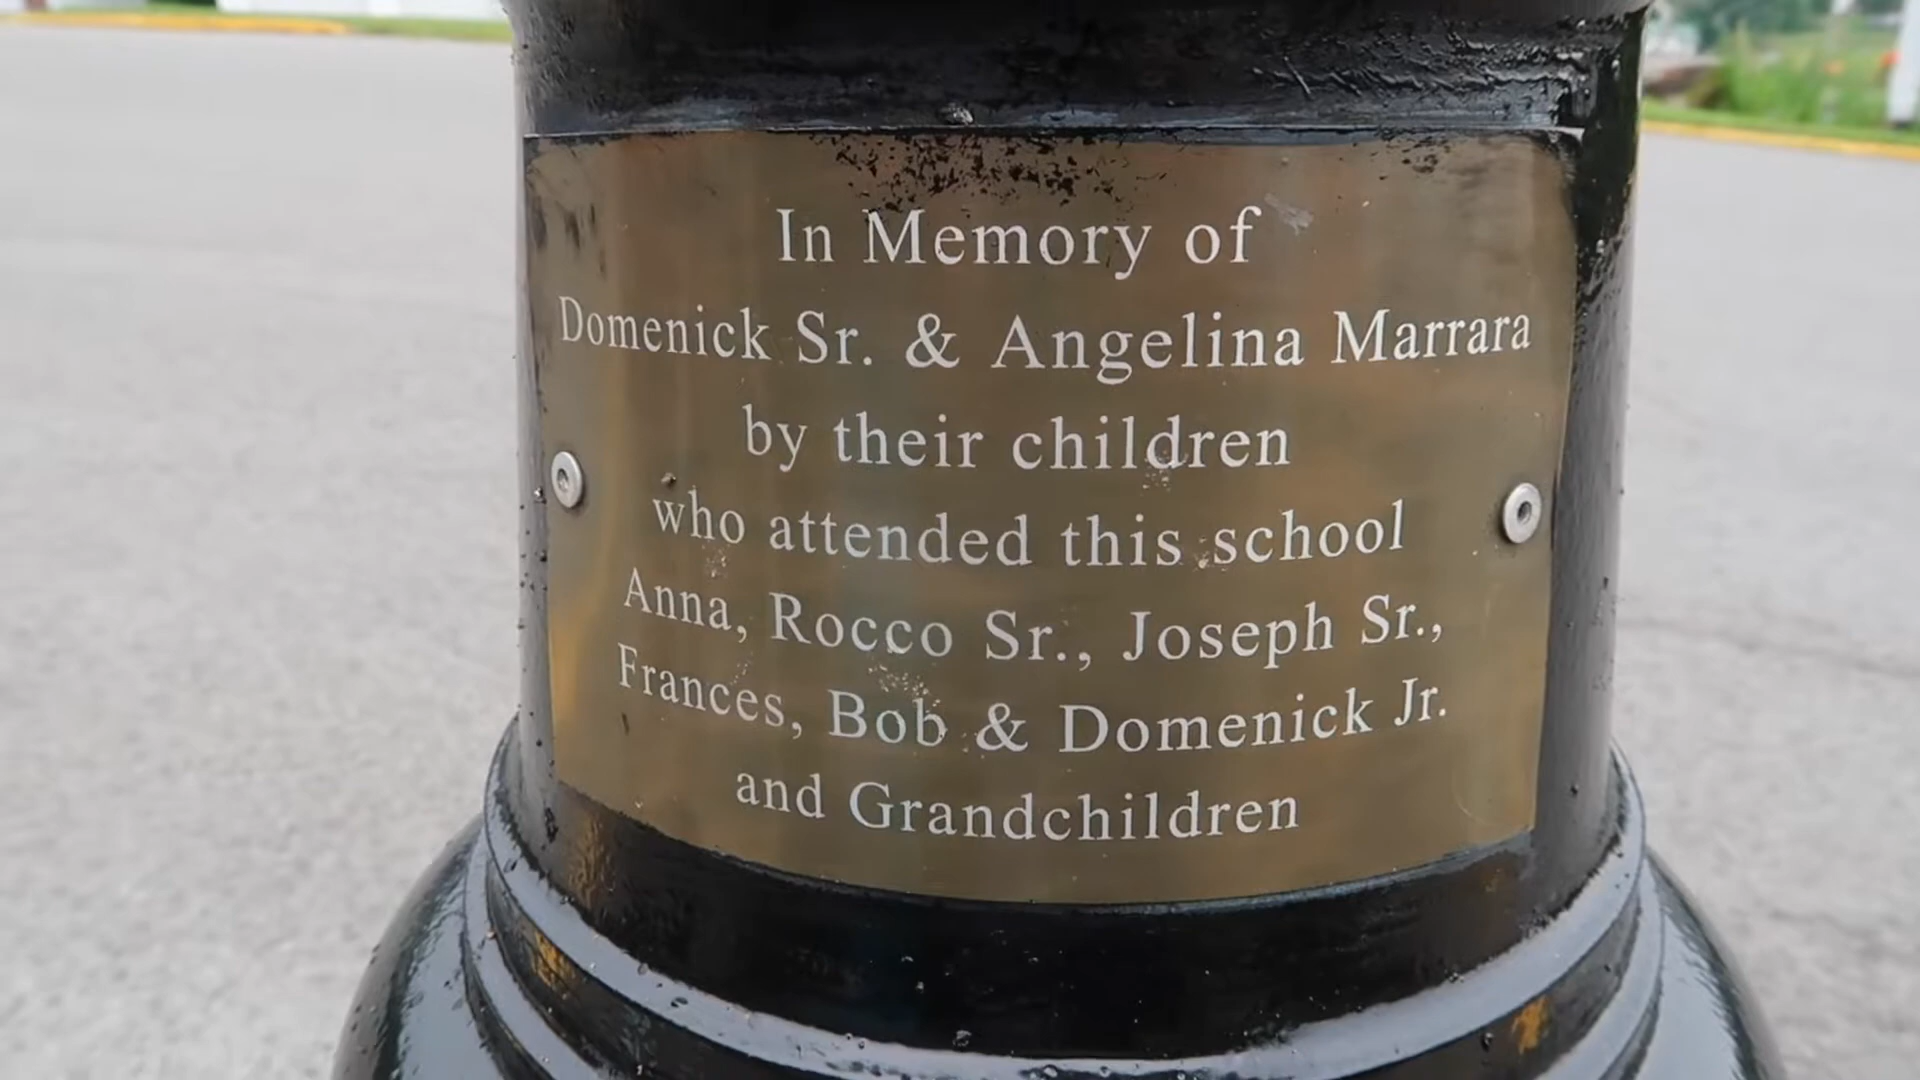 In Memory of
Domenick Sr. & Angelina Marrara
by their children
who attended this school
Anna, Rocco Sr., Joseph Sr.,
Frances, Bob & Domenick Jr.
and Grandchildren